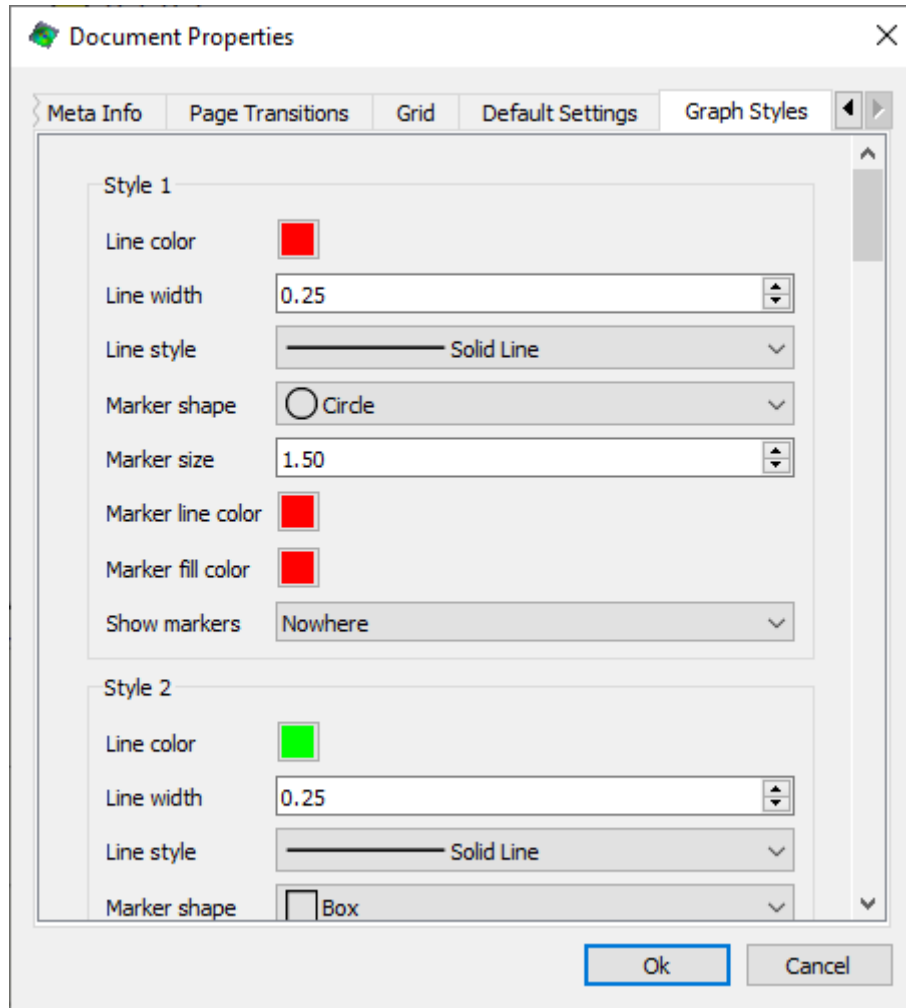 Document Properties
Meta Info Page Transitions Grid Default Settings Graph Styles
Style 1
Line color
Line width 0.25
Line style Solid Line
Marker shape Circle
Marker size 1.50
Marker line color
Marker fill color
Show markers Nowhere
Style 2
Line color
Line width 0.25
Line style Solid Line
Marker shape Box
Ok Cancel